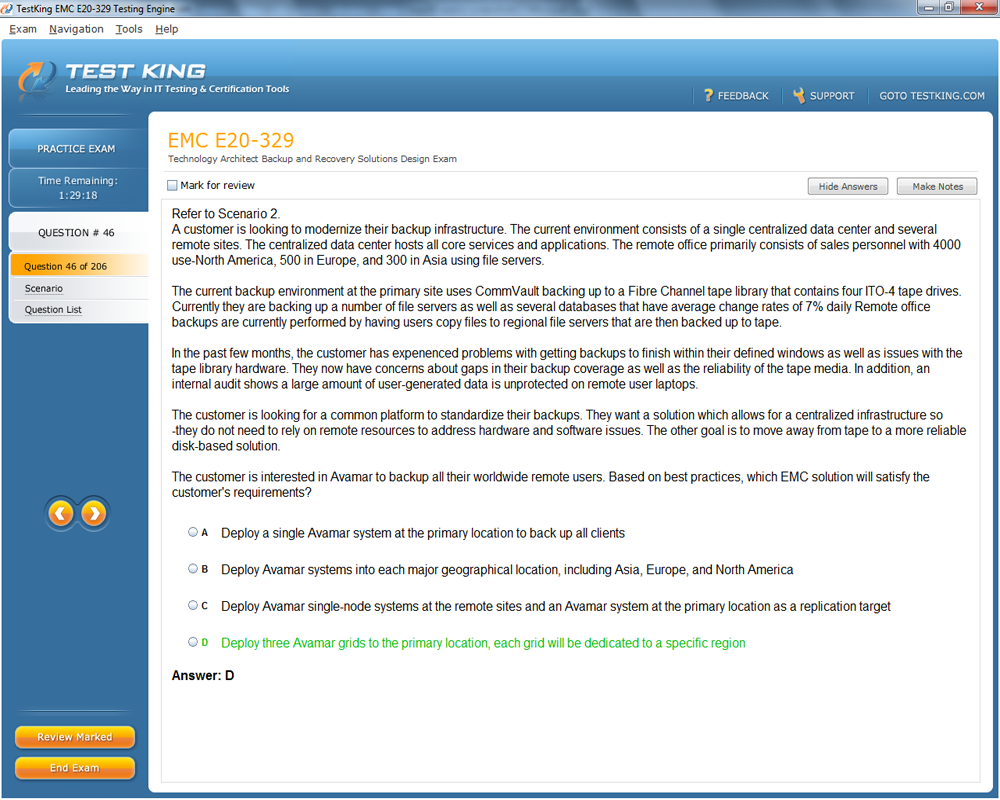 TestKing EMC E20-329 Testing Engine
Exam Navigation Tools Help
TEST KING
Leading the Way in IT Testing & Certification Tools
FEEDBACK SUPPORT GOTO TESTKING.COM
PRACTICE EXAM
Time Remaining:
1:29:18
QUESTION # 46
Question 46 of 206
Scenario
Question List
Review Marked
End Exam
EMC E20-329
Technology Architect Backup and Recovery Solutions Design Exam
Mark for review
Hide Answers Make Notes
Refer to Scenario 2.
A customer is looking to modernize their backup infrastructure. The current environment consists of a single centralized data center and several
remote sites. The centralized data center hosts all core services and applications. The remote office primarily consists of sales personnel with 4000
use-North America, 500 in Europe, and 300 in Asia using file servers.
The current backup environment at the primary site uses CommVault backing up to a Fibre Channel tape library that contains four ITO-4 tape drives.
Currently they are backing up a number of file servers as well as several databases that have average change rates of 7% daily Remote office
backups are currently performed by having users copy files to regional file servers that are then backed up to tape.
In the past few months, the customer has expenenced problems with getting backups to finish within their defined windows as well as issues with the
tape library hardware. They now have concerns about gaps in their backup coverage as well as the reliability of the tape media. In addition, an
internal audit shows a large amount of user-generated data is unprotected on remote user laptops.
The customer is looking for a common platform to standardize their backups. They want a solution which allows for a centralized infrastructure so
-they do not need to rely on remote resources to address hardware and software issues. The other goal is to move away from tape to a more reliable
disk-based solution.
The customer is interested in Avamar to backup all their worldwide remote users. Based on best practices, which EMC solution will satisfy the
customer's requirements?
A Deploy a single Avamar system at the primary location to back up all clients
B Deploy Avamar systems into each major geographical location, including Asia, Europe, and North America
C Deploy Avamar single-node systems at the remote sites and an Avamar system at the primary location as a replication target
D Deploy three Avamar grids to the primary location, each grid will be dedicated to a specific region
Answer: D